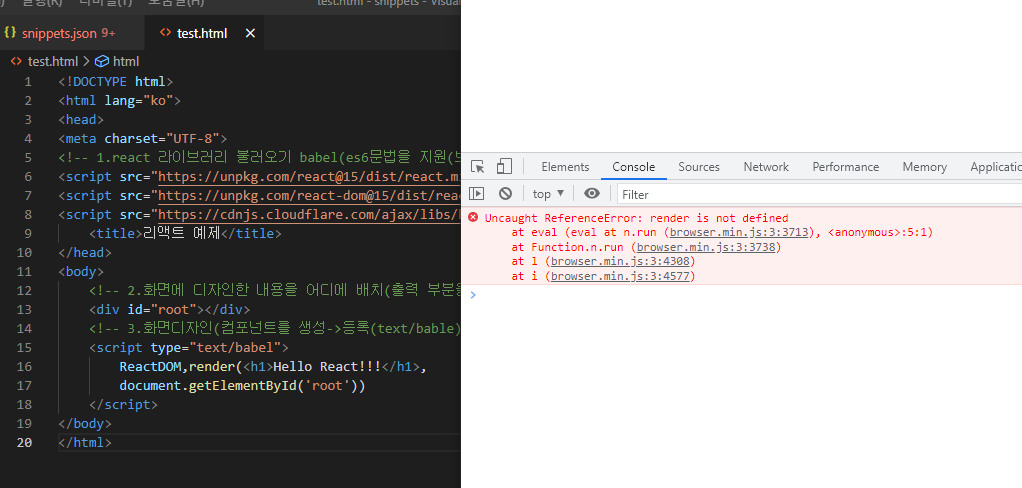 test.html - snippets - Visual
{} snippets.json 9+
<> test.html ×
<> test.html > html
1 <!DOCTYPE html>
2 <html lang="ko">
3 <head>
4 <meta charset="UTF-8">
5 <!-- 1.react 라이브러리 불러오기 babel(es6문법을 지원(
6 <script src="https://unpkg.com/react@15/dist/react.mi
7 <script src="https://unpkg.com/react-dom@15/dist/reac
8 <script src="https://cdnjs.cloudflare.com/ajax/libs/
9 <title>리액트 예제</title>
10 </head>
11 <body>
12 <!-- 2.화면에 디자인한 내용을 어디에 배치(출력 부분을
13 <div id="root"></div>
14 <!-- 3.화면디자인(컴포넌트를 생성->등록(text/bable)
15 <script type="text/babel">
16 ReactDOM,render(<h1>Hello React!!!</h1>,
17 document.getElementById('root'))
18 </script>
19 </body>
20 </html>
Elements Console Sources Network Performance Memory Applicatio
top ▼ Filter
Uncaught ReferenceError: render is not defined
at eval (eval at n.run (browser.min.js:3:3713), <anonymous>:5:1)
at Function.n.run (browser.min.js:3:3738)
at l (browser.min.js:3:4308)
at i (browser.min.js:3:4577)
>